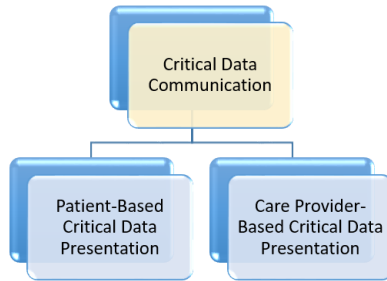 Critical Data
Communication
Patient-Based
Critical Data
Presentation
Care Provider-
Based Critical Data
Presentation